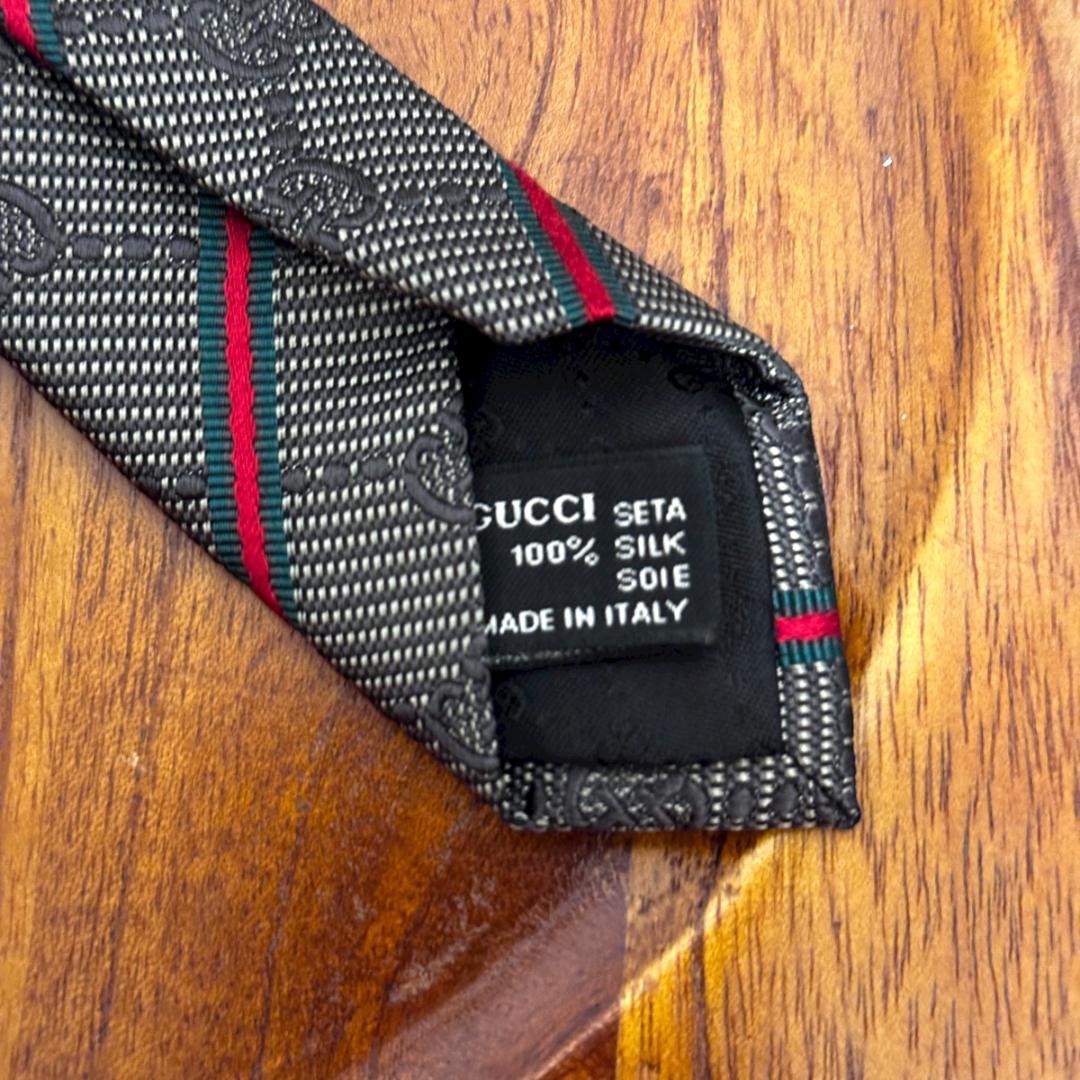 GUCCI SETA
100% SILK
SOIE
MADE IN ITALY